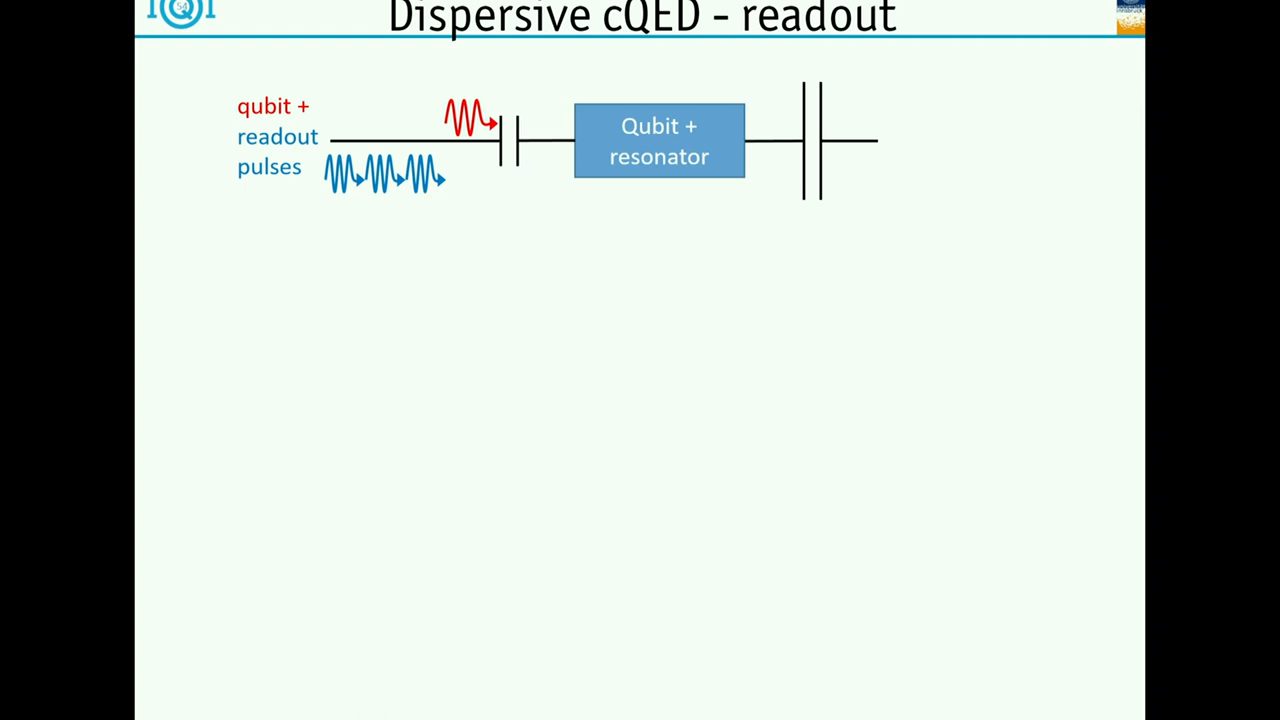 Dispersive cQED - readout
qubit +
readout
pulses
Qubit +
resonator